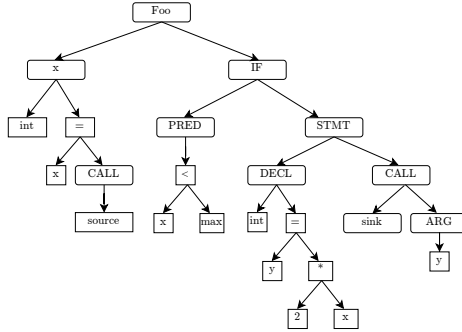 Foo
x IF
int = PRED STMT
x CALL < DECL CALL
source x max int = sink ARG
y * y
2 x